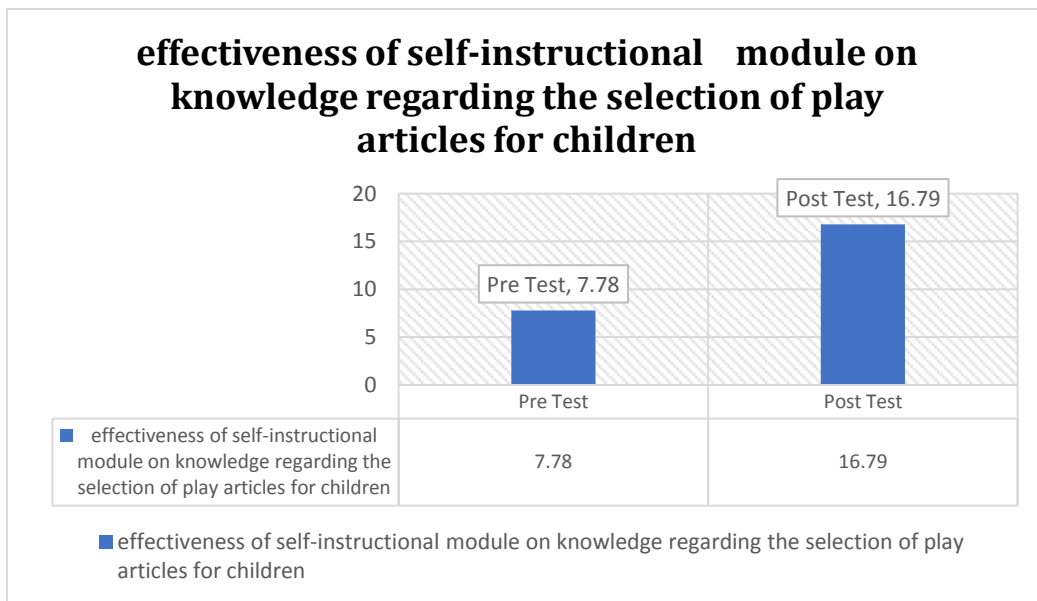 effectiveness of self-instructional module on
knowledge regarding the selection of play
articles for children
20
15
10
5
0
Post Test, 16.79
Pre Test, 7.78
Pre Test
Post Test
effectiveness of self-instructional
module on knowledge regarding the
selection of play articles for children
7.78
16.79
effectiveness of self-instructional module on knowledge regarding the selection of play
articles for children